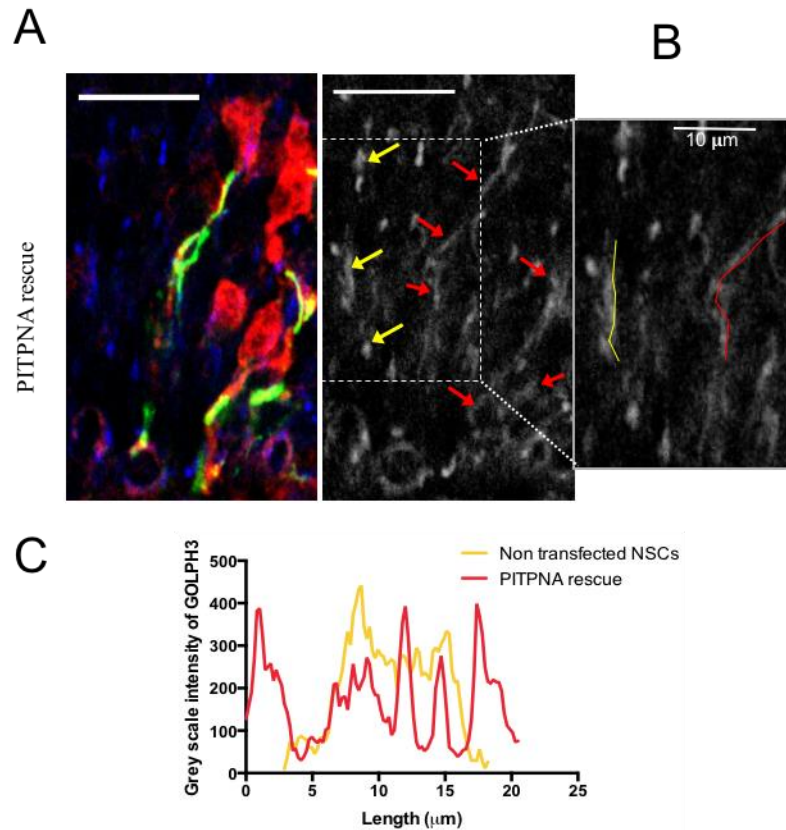 A
B
PITPNA rescue
10 μm
C
Grey scale intensity of GOLPH3
500
400
300
200
100
0
Non transfected NSCs
PITPNA rescue
0
5
10
15
20
25
Length (μm)